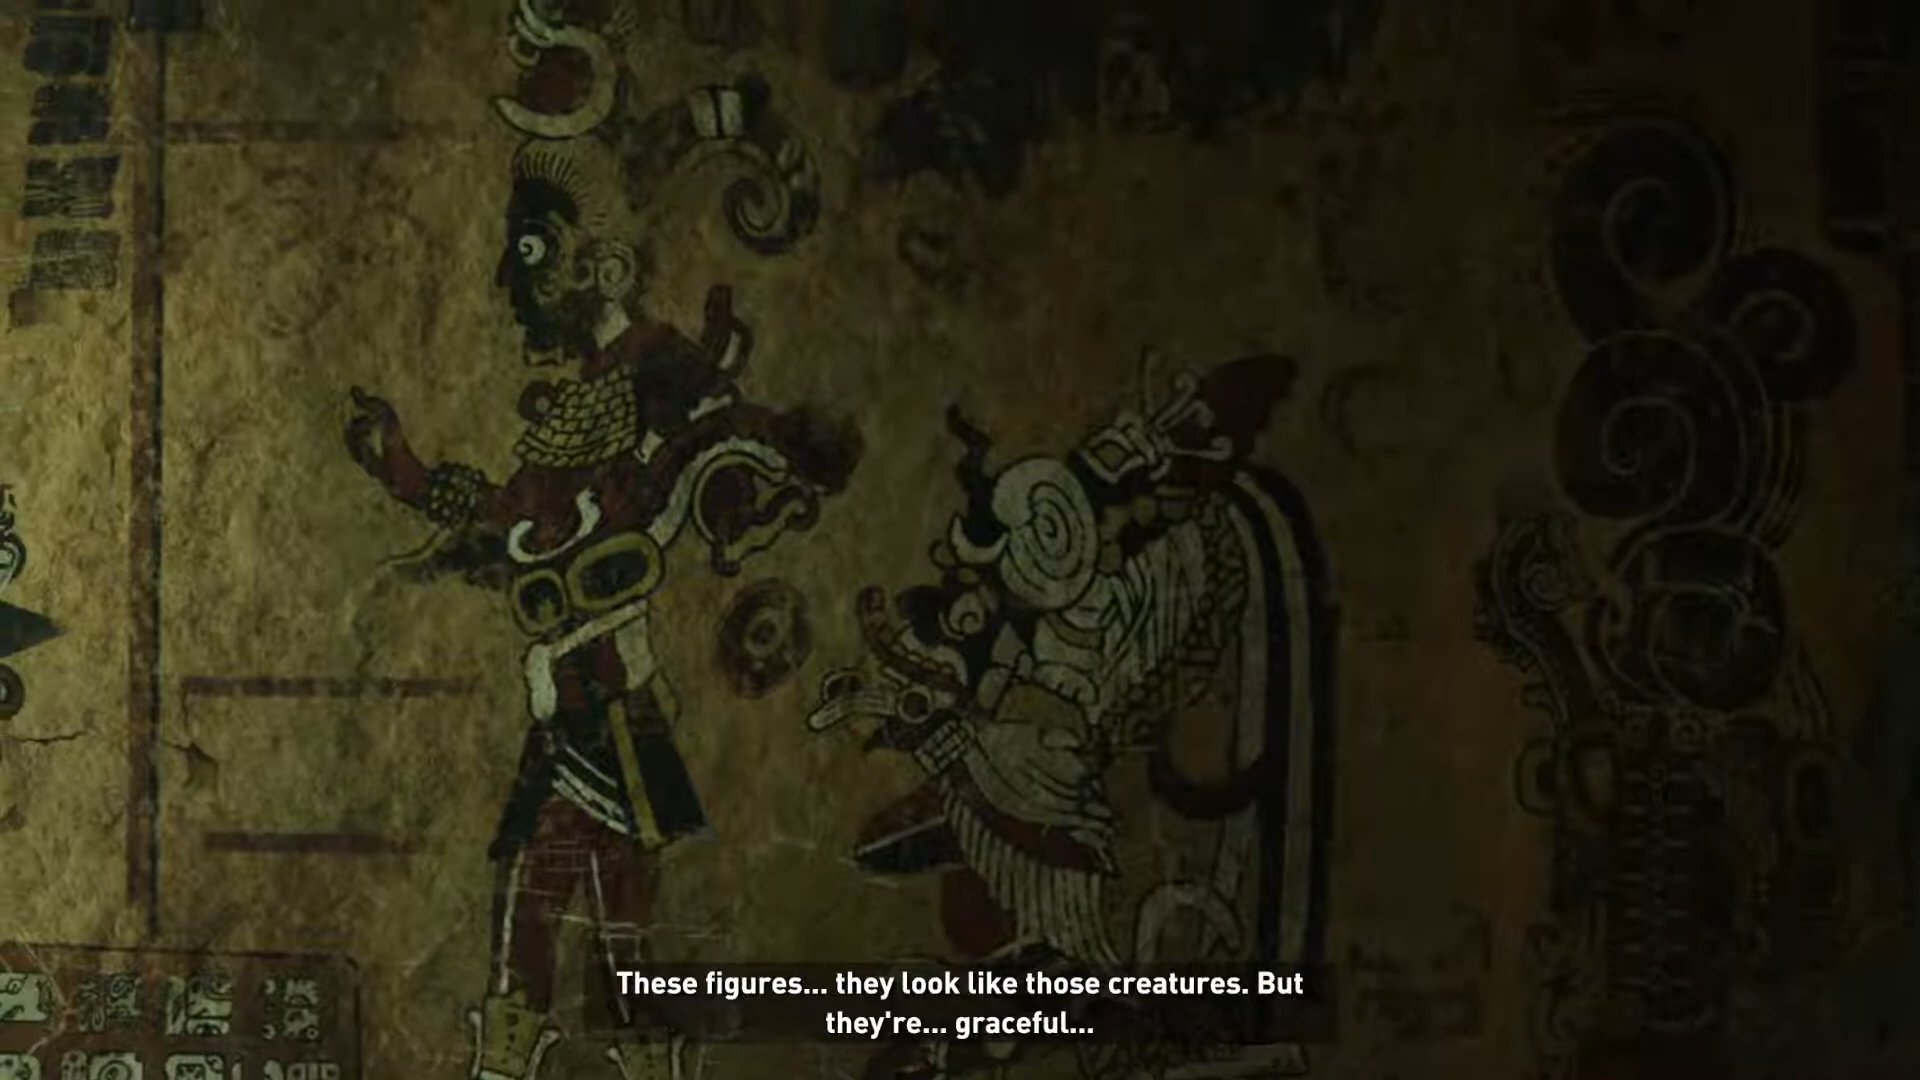 These figures... they look like those creatures. But
they're... graceful...